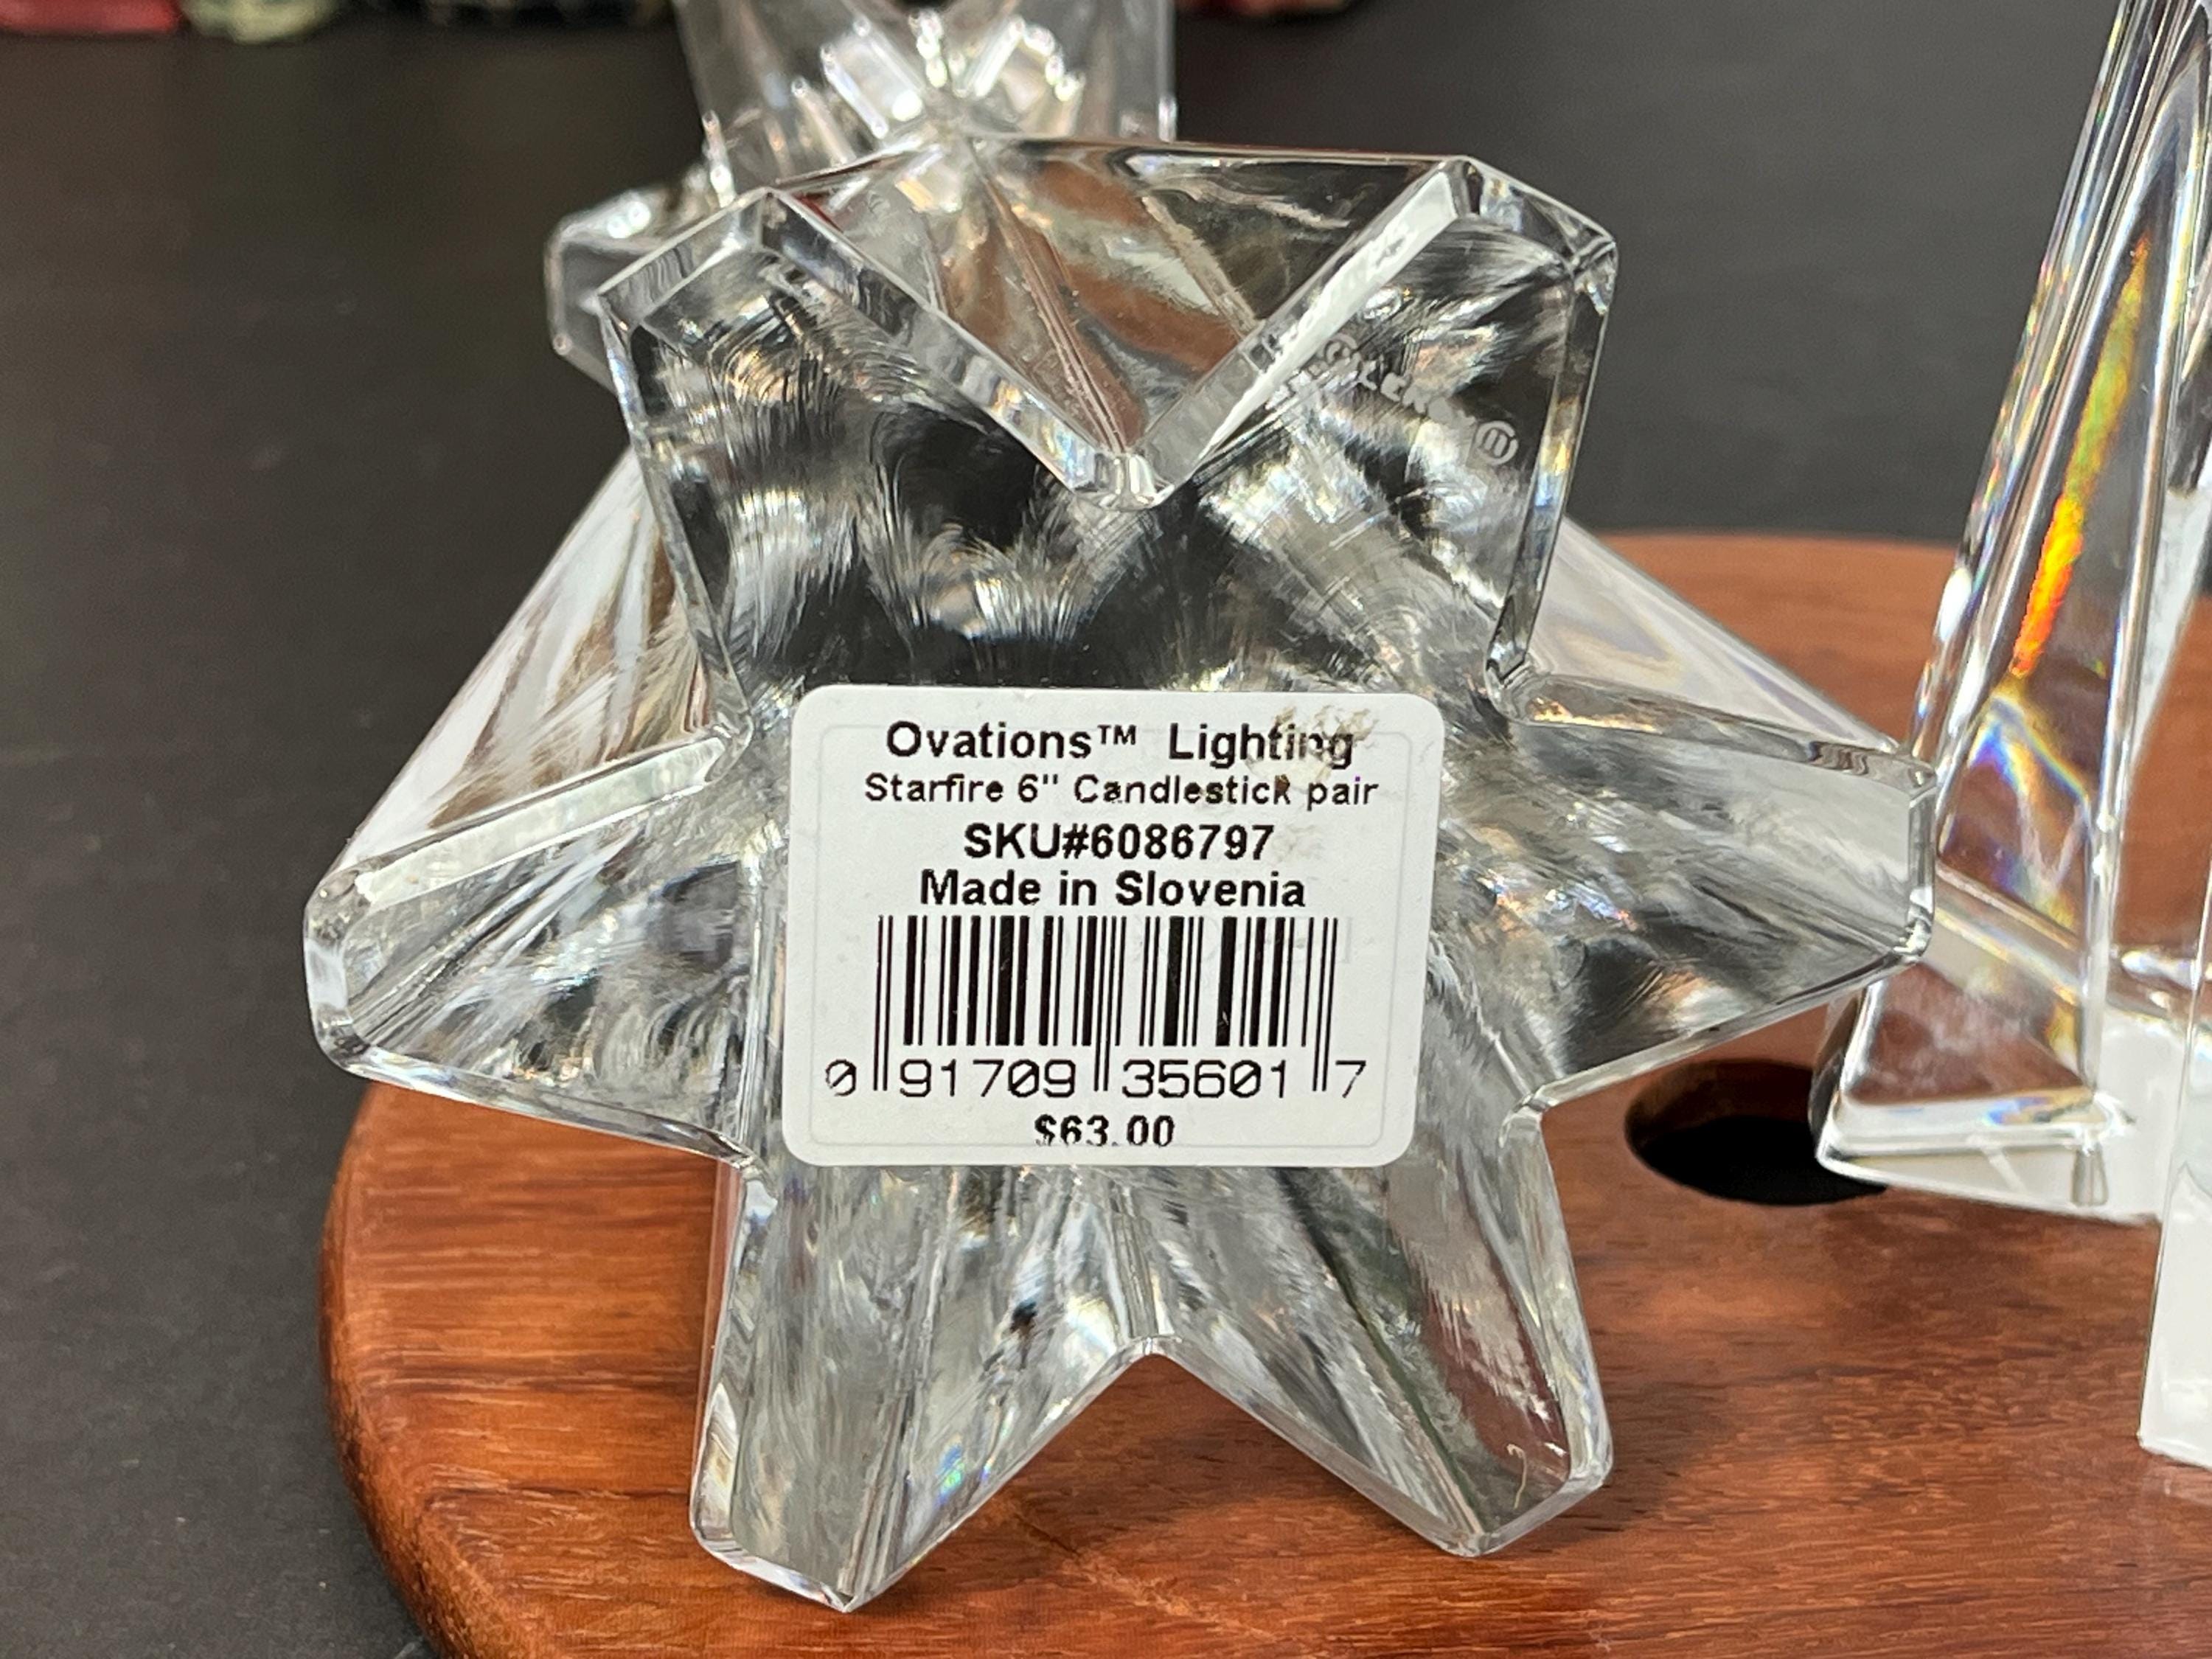 Ovations™ Lighting
Starfire 6" Candlestick pair
SKU#6086797
Made in Slovenia
0 91709 35601 7
$63.00